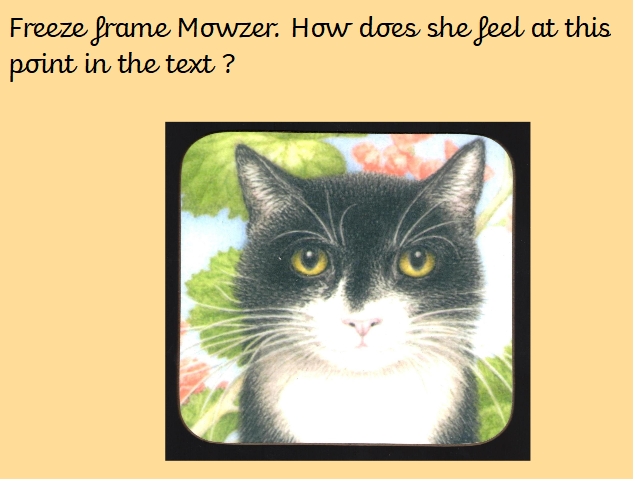 Freeze frame Mowzer. How does she feel at this
point in the text ?